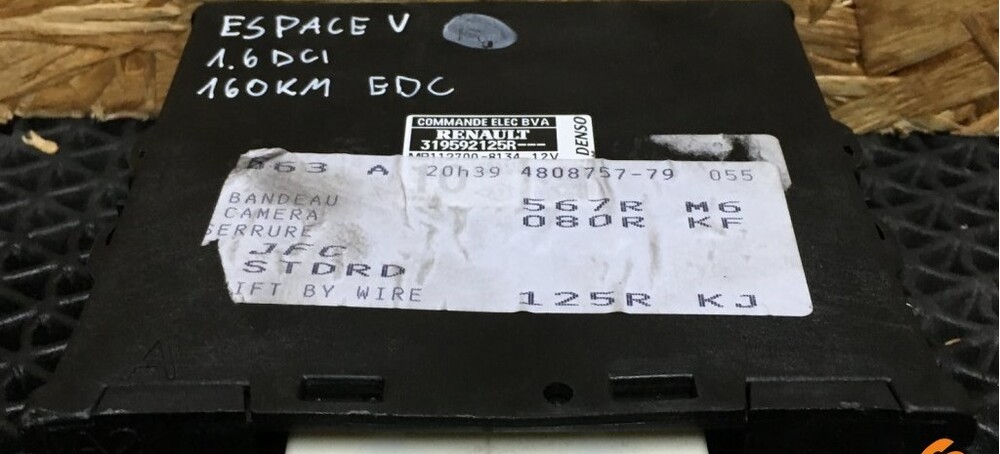 ESPACE V
1.6 DCI
160KM EDC
COMMANDE ELEC BVA
RENAULT
319592125R---
12V
DENSO
A 20h39 4808757-79 055
BANDEAU 567R M6
CAMERA 080R KF
SERRURE
JFC
STDRD
IFT BY WIRE 125R KJ